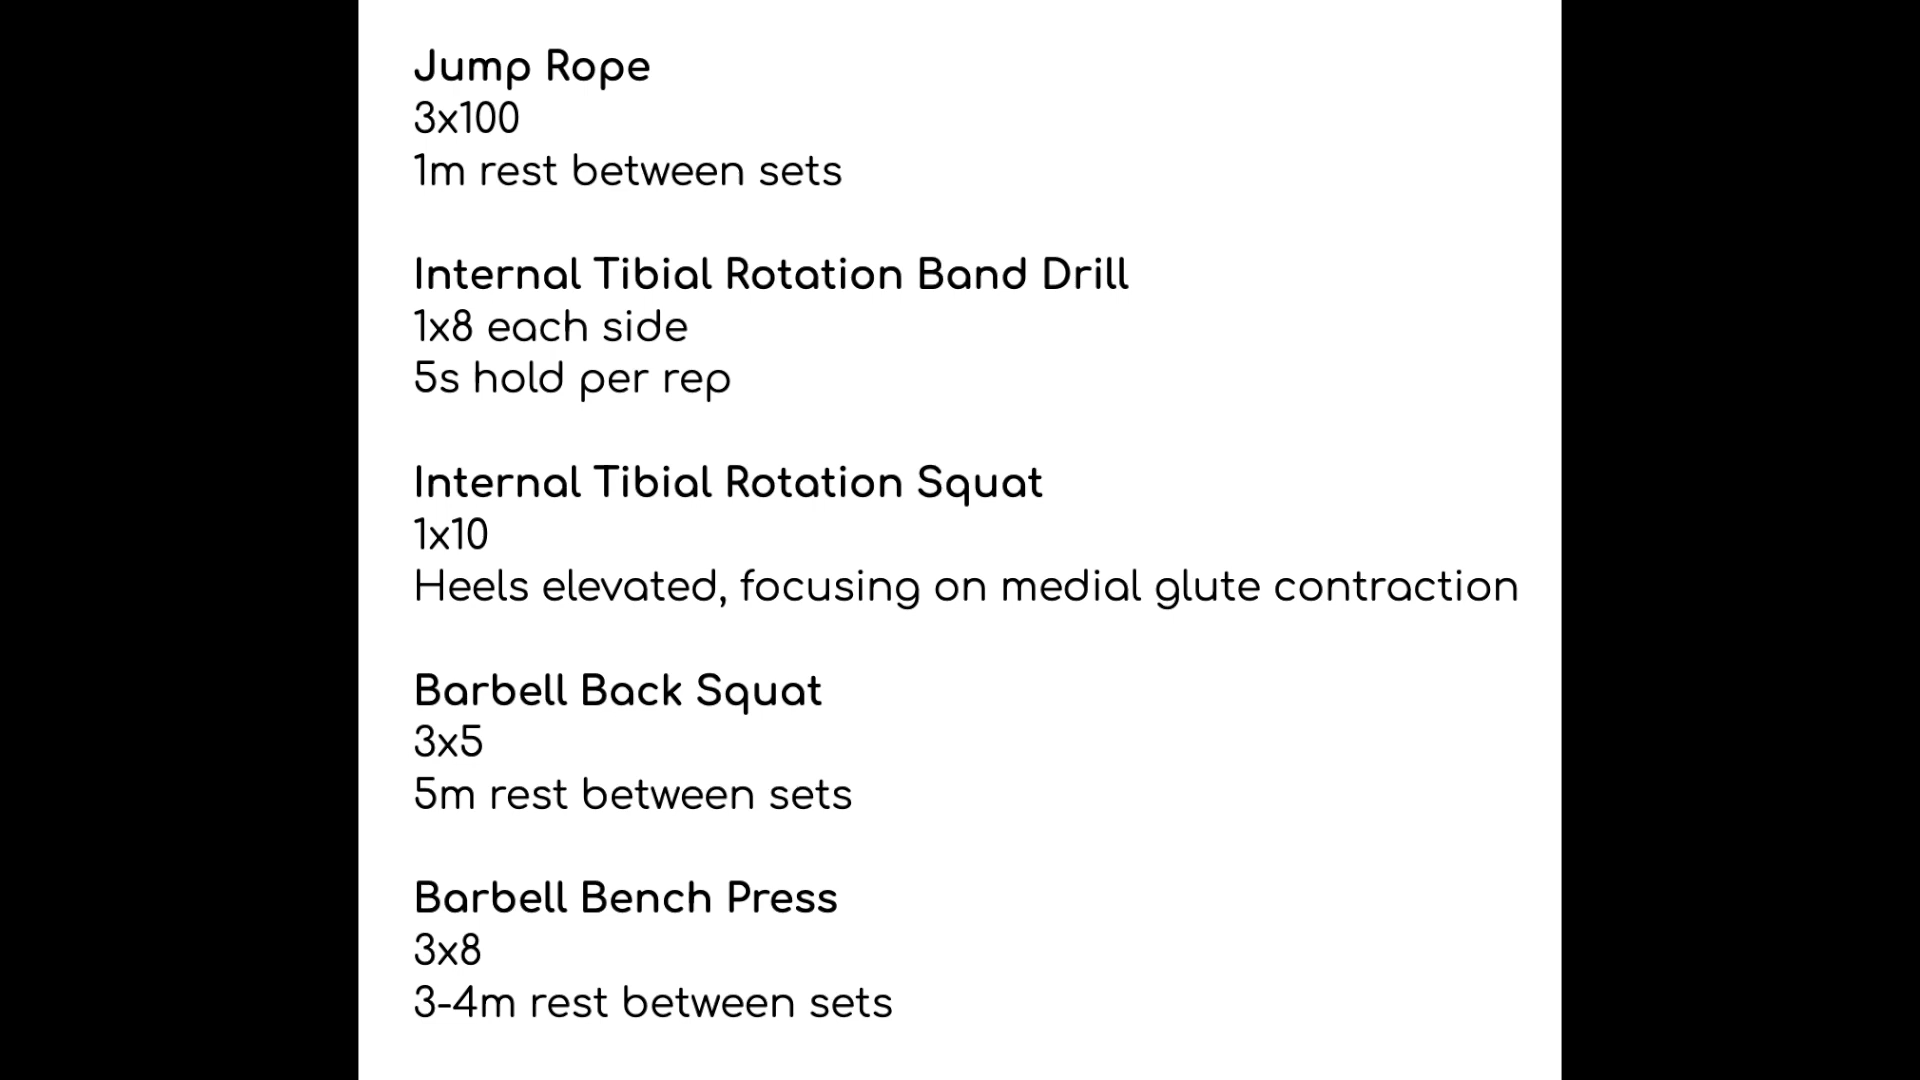 Jump Rope
3x100
1m rest between sets
Internal Tibial Rotation Band Drill
1x8 each side
5s hold per rep
Internal Tibial Rotation Squat
1x10
Heels elevated, focusing on medial glute contraction
Barbell Back Squat
3x5
5m rest between sets
Barbell Bench Press
3x8
3-4m rest between sets